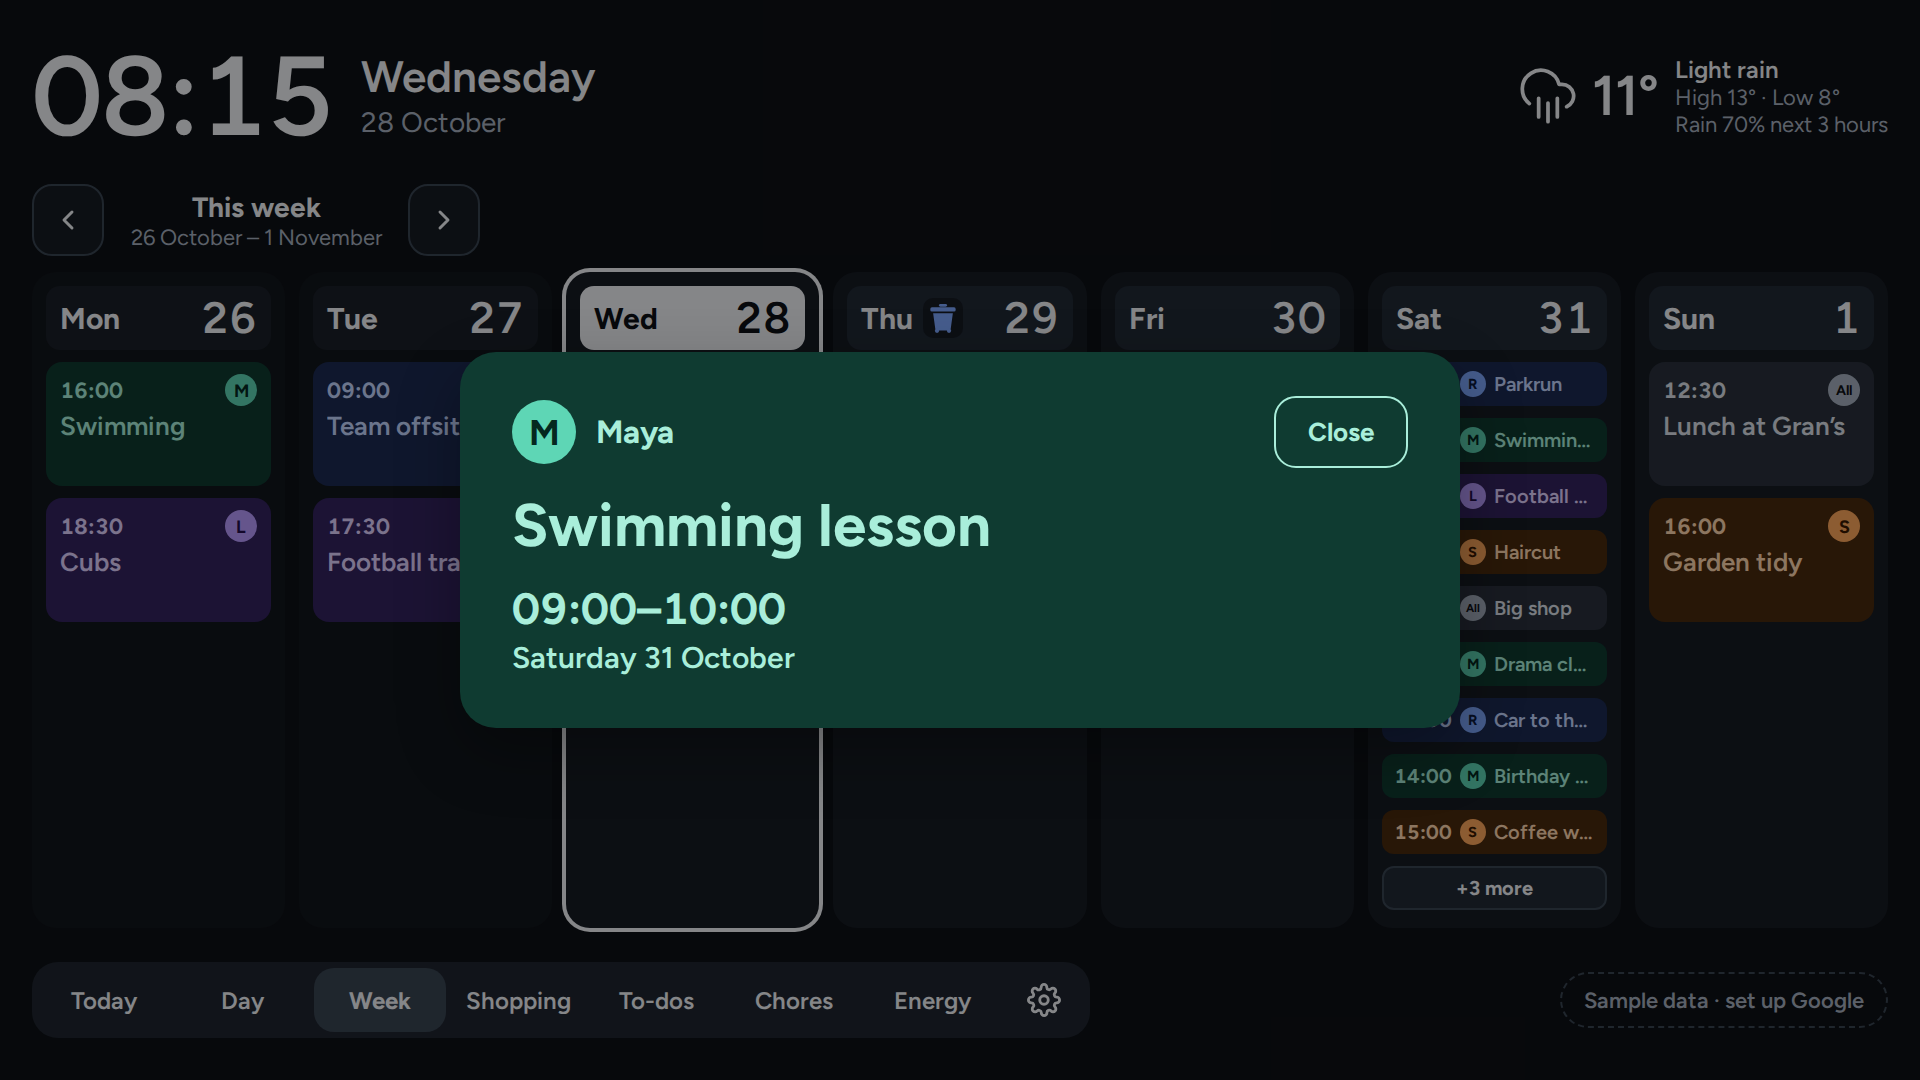 08:15
Wednesday
28 October
11°
Light rain
High 13° · Low 8°
Rain 70% next 3 hours
This week
26 October – 1 November
Mon 26
16:00 M
Swimming
18:30 L
Cubs
Tue 27
09:00
Team offsit
17:30
Football tra
Wed 28
Thu 29
Fri 30
Sat 31
R Parkrun
M Swimmin...
L Football ...
S Haircut
All Big shop
M Drama cl...
R Car to th...
14:00 M Birthday ...
15:00 S Coffee w...
+3 more
Sun 1
12:30 All
Lunch at Gran’s
16:00 S
Garden tidy
M Maya
Close
Swimming lesson
09:00–10:00
Saturday 31 October
Today
Day
Week
Shopping
To-dos
Chores
Energy
Sample data · set up Google